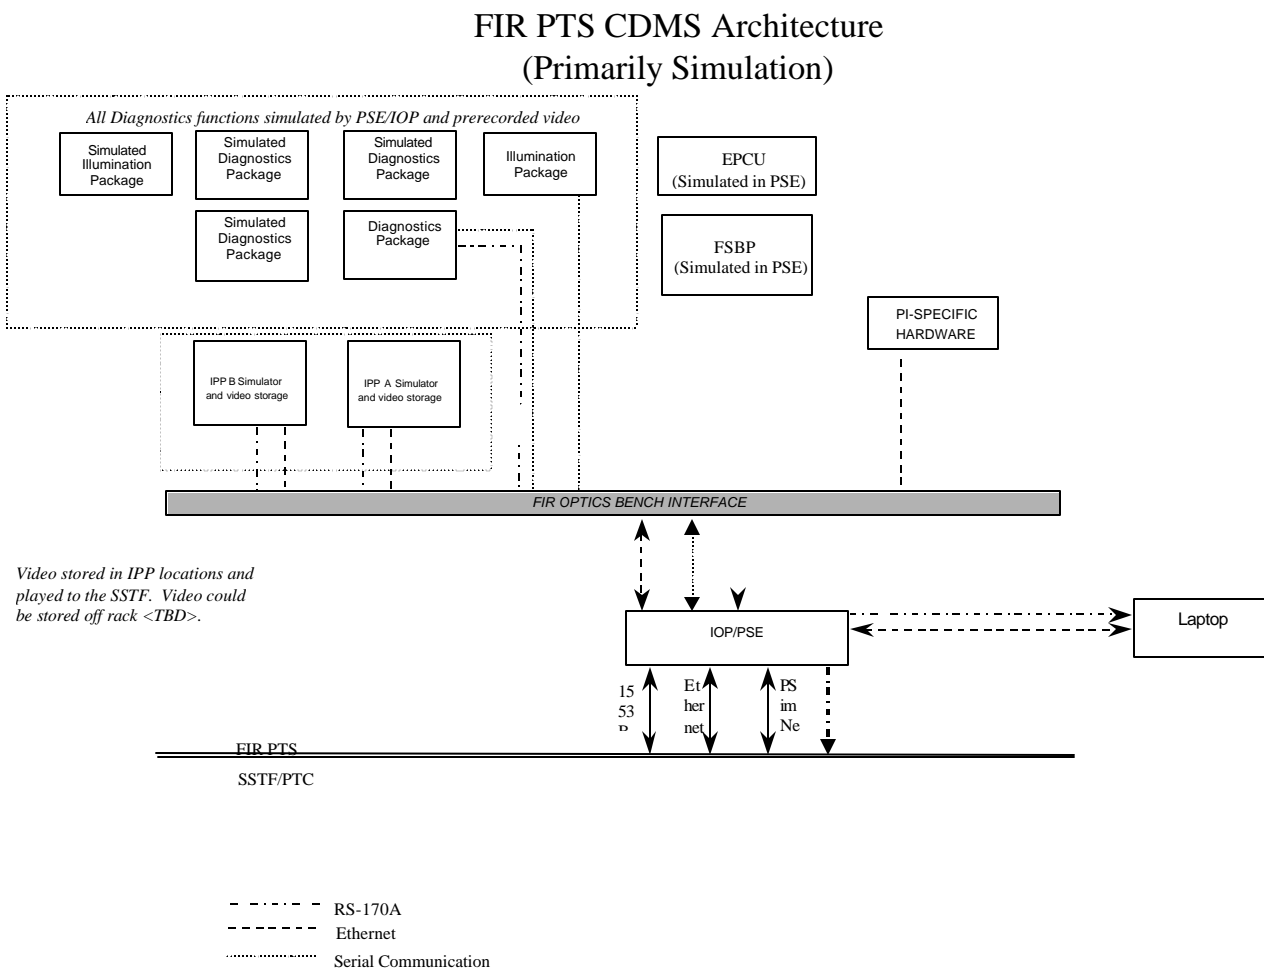 FIR PTS CDMS Architecture
(Primarily Simulation)
All Diagnostics functions simulated by PSE/IOP and prerecorded video
Simulated
Illumination
Package
Simulated
Diagnostics
Package
Simulated
Diagnostics
Package
Illumination
Package
EPCU
(Simulated in PSE)
Simulated
Diagnostics
Package
Diagnostics
Package
FSBP
(Simulated in PSE)
PI-SPECIFIC
HARDWARE
IPP B Simulator
and video storage
IPP A Simulator
and video storage
FIR OPTICS BENCH INTERFACE
Video stored in IPP locations and
played to the SSTF. Video could
be stored off rack <TBD>.
IOP/PSE
Laptop
15
53
Et
her
net
PS
im
Ne
FIR PTS
SSTF/PTC
RS-170A
Ethernet
Serial Communication